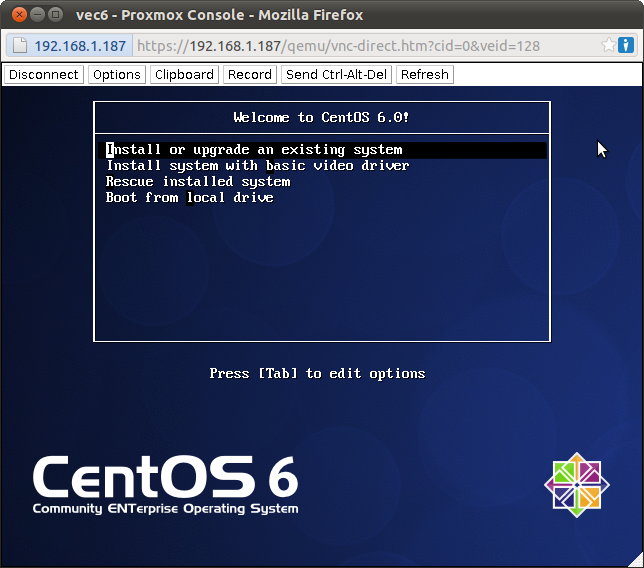 vec6 - Proxmox Console - Mozilla Firefox
192.168.1.187 https://192.168.1.187/qemu/vnc-direct.htm?cid=0&veid=128
Disconnect Options Clipboard Record Send Ctrl-Alt-Del Refresh
Welcome to CentOS 6.0!
Install or upgrade an existing system
Install system with basic video driver
Rescue installed system
Boot from local drive
Press [Tab] to edit options
CentOS 6
Community ENTerprise Operating System